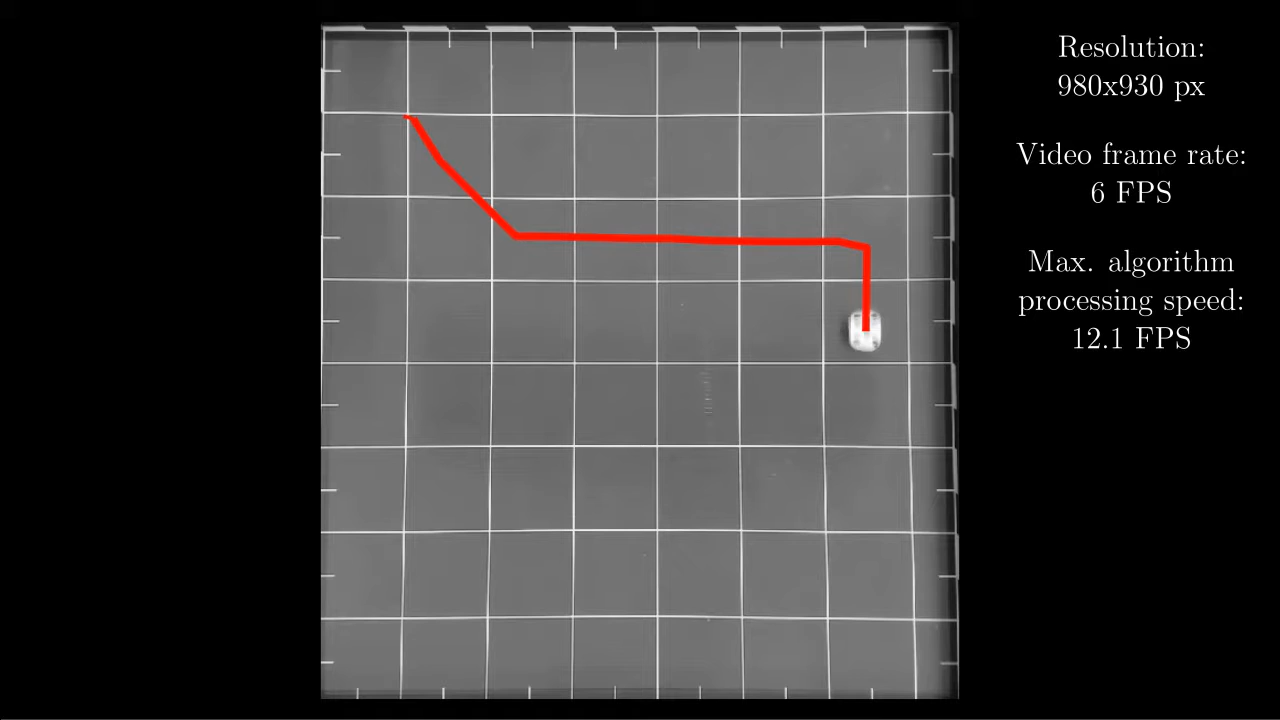 Resolution:
980x930 px
Video frame rate:
6 FPS
Max. algorithm
processing speed:
12.1 FPS